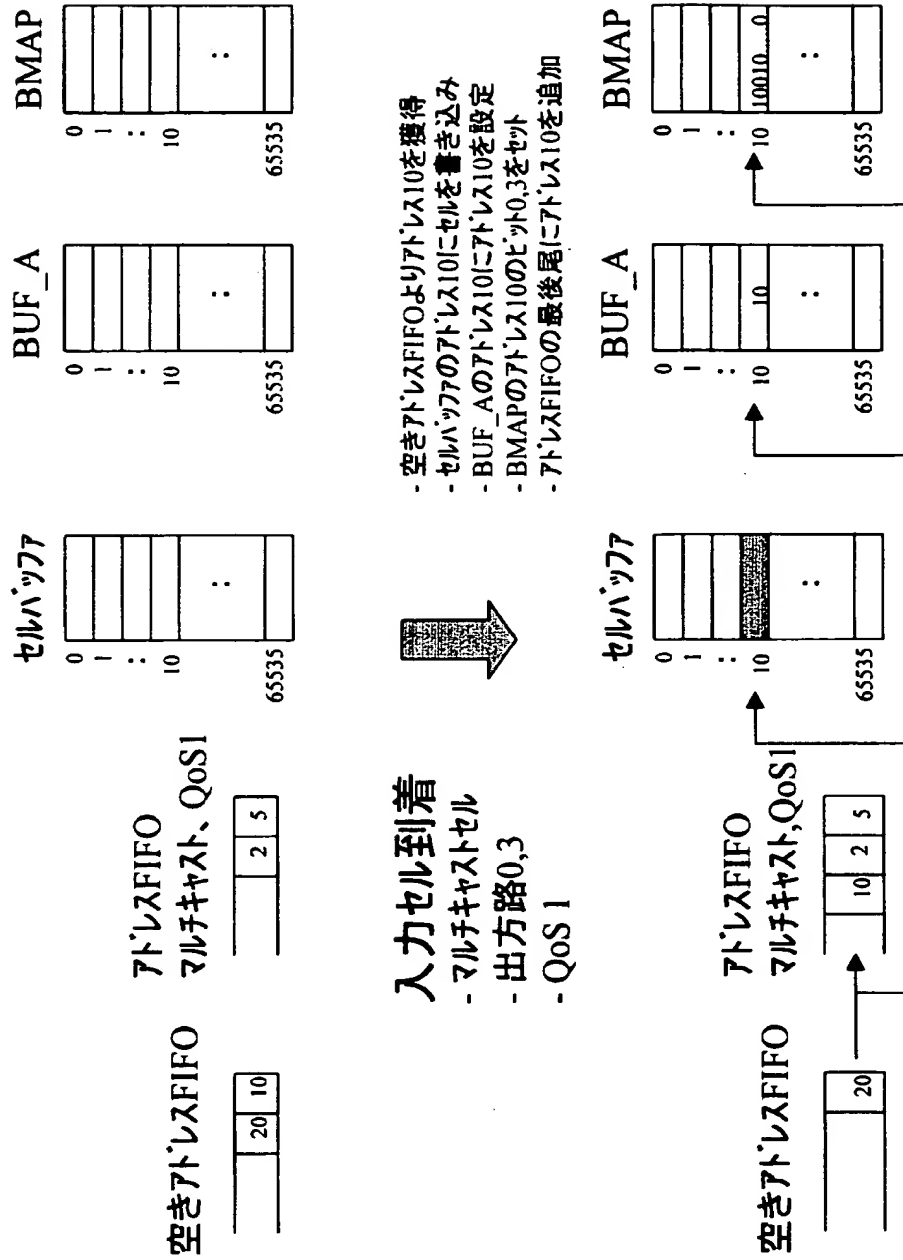 空きアドレスFIFO
20 10
アドレスFIFO
マルチキャスト、QoS1
2 5
セルバッファ
0
1
:
10
:
65535
BUF_A
0
1
:
10
:
65535
BMAP
0
1
:
10
:
65535
入力セル到着
- マルチキャストセル
- 出方路0,3
- QoS 1
- 空きアドレスFIFOよりアドレス10を獲得
- セルバッファのアドレス10にセルを書き込み
- BUF_Aのアドレス10にアドレス10を設定
- BMAPのアドレス10のビット0,3をセット
- アドレスFIFOの最後尾にアドレス10を追加
空きアドレスFIFO
20
アドレスFIFO
マルチキャスト,QoS1
10 2 5
セルバッファ
0
1
:
10
:
65535
BUF_A
0
1
:
10 10
:
65535
BMAP
0
1
:
10 10010...0
:
65535